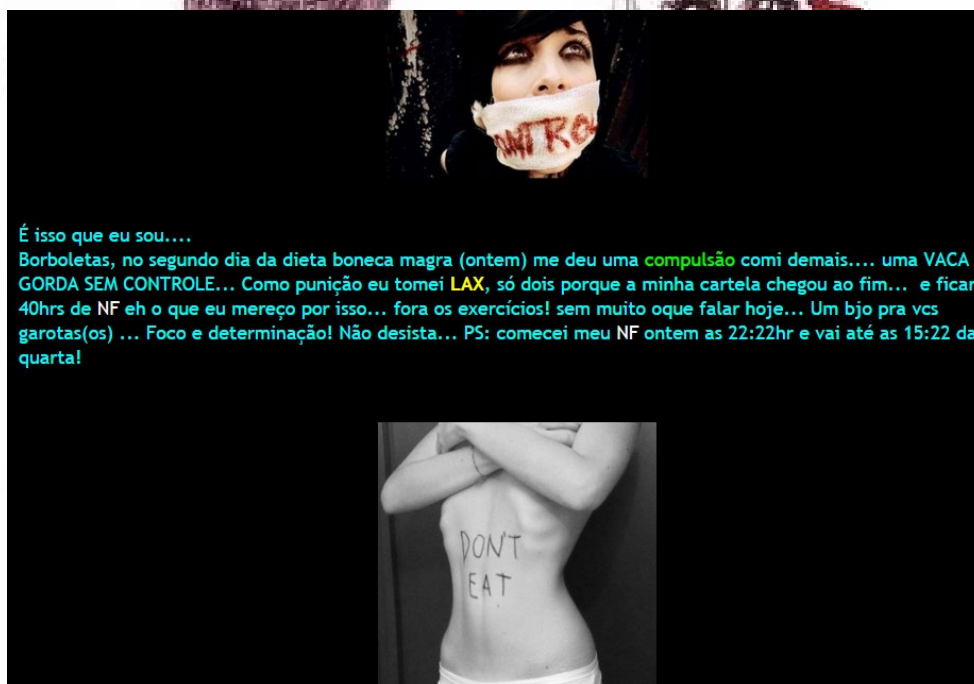 ONTRO
É isso que eu sou....
Borboletas, no segundo dia da dieta boneca magra (ontem) me deu uma compulsão comi demais.... uma VACA
GORDA SEM CONTROLE... Como punição eu tomei LAX, só dois porque a minha cartela chegou ao fim... e ficar
40hrs de NF eh o que eu mereço por isso... fora os exercícios! sem muito oque falar hoje... Um bjo pra vcs
garotas(os) ... Foco e determinação! Não desista... PS: comecei meu NF ontem as 22:22hr e vai até as 15:22 da
quarta!
DON'T
EAT